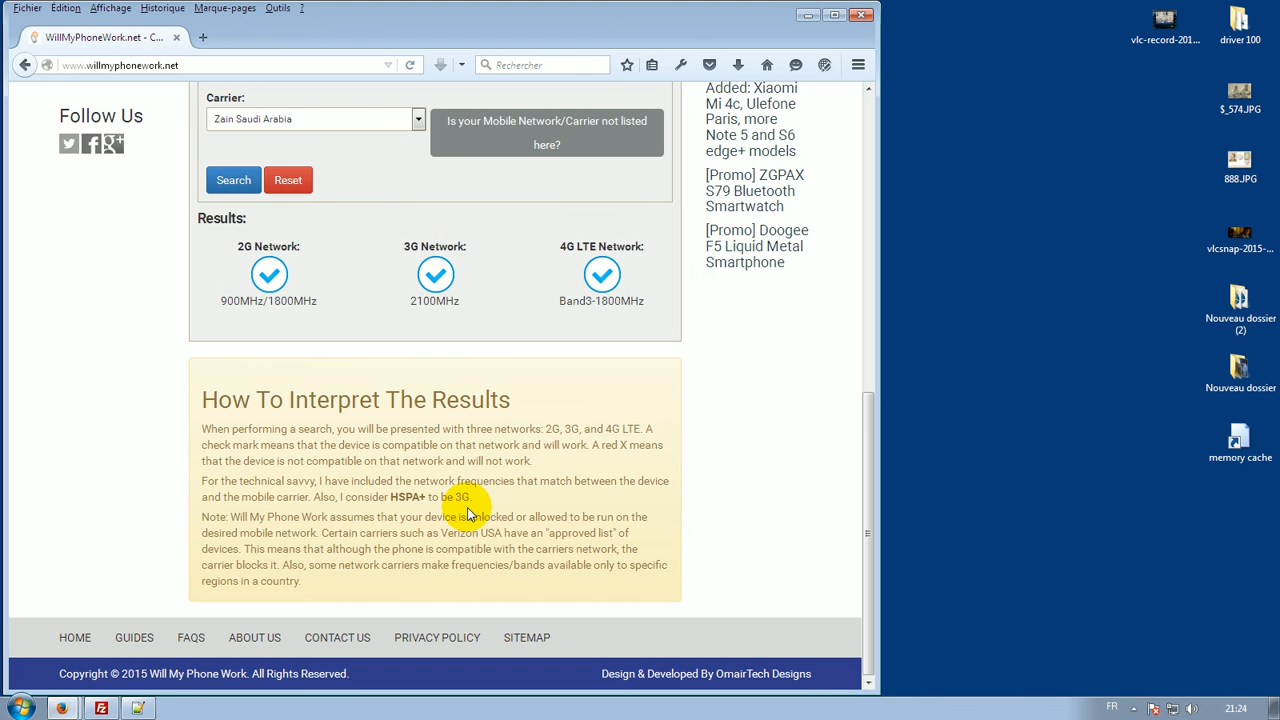 Fichier Édition Affichage Historique Marque-pages Outils ?
WillMyPhoneWork.net - C...
www.willmyphonework.net
Rechercher
Follow Us
Carrier:
Zain Saudi Arabia
Is your Mobile Network/Carrier not listed
here?
Search Reset
Results:
2G Network: 3G Network: 4G LTE Network:
900MHz/1800MHz 2100MHz Band3-1800MHz
Added: Xiaomi
Mi 4c, Ulefone
Paris, more
Note 5 and S6
edge+ models
[Promo] ZGPAX
S79 Bluetooth
Smartwatch
[Promo] Doogee
F5 Liquid Metal
Smartphone
How To Interpret The Results
When performing a search, you will be presented with three networks: 2G, 3G, and 4G LTE. A
check mark means that the device is compatible on that network and will work. A red X means
that the device is not compatible on that network and will not work.
For the technical savvy, I have included the network frequencies that match between the device
and the mobile carrier. Also, I consider HSPA+ to be 3G.
Note: Will My Phone Work assumes that your device is unlocked or allowed to be run on the
desired mobile network. Certain carriers such as Verizon USA have an "approved list" of
devices. This means that although the phone is compatible with the carriers network, the
carrier blocks it. Also, some network carriers make frequencies/bands available only to specific
regions in a country.
HOME GUIDES FAQS ABOUT US CONTACT US PRIVACY POLICY SITEMAP
Copyright © 2015 Will My Phone Work. All Rights Reserved. Design & Developed By OmairTech Designs
vlc-record-201...
driver 100
$_574.JPG
888.JPG
vlcsnap-2015-...
Nouveau dossier
(2)
Nouveau dossier
memory cache
FR 21:24